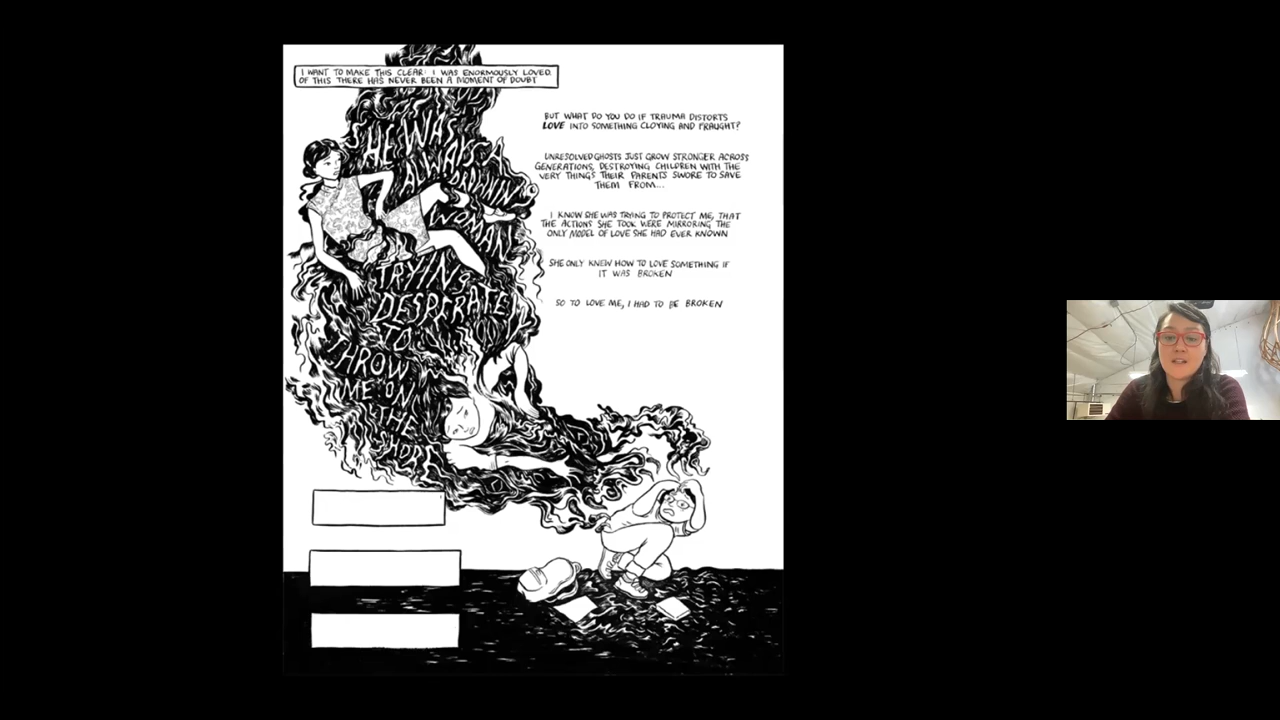 I WANT TO MAKE THIS CLEAR: I WAS ENORMOUSLY LOVED.
OF THIS THERE HAS NEVER BEEN A MOMENT OF DOUBT
SHE WAS
ALWAYS A
DROWNING
WOMAN
TRYING
DESPERATELY
TO
THROW
ME ON
THE
SHORE
BUT WHAT DO YOU DO IF TRAUMA DISTORTS
LOVE INTO SOMETHING CLOYING AND FRAUGHT?
UNRESOLVED GHOSTS JUST GROW STRONGER ACROSS
GENERATIONS, DESTROYING CHILDREN WITH THE
VERY THINGS THEIR PARENTS SWORE TO SAVE
THEM FROM...
I KNOW SHE WAS TRYING TO PROTECT ME, THAT
THE ACTIONS SHE TOOK WERE MIRRORING THE
ONLY MODEL OF LOVE SHE HAD EVER KNOWN
SHE ONLY KNEW HOW TO LOVE SOMETHING IF
IT WAS BROKEN
SO TO LOVE ME, I HAD TO BE BROKEN